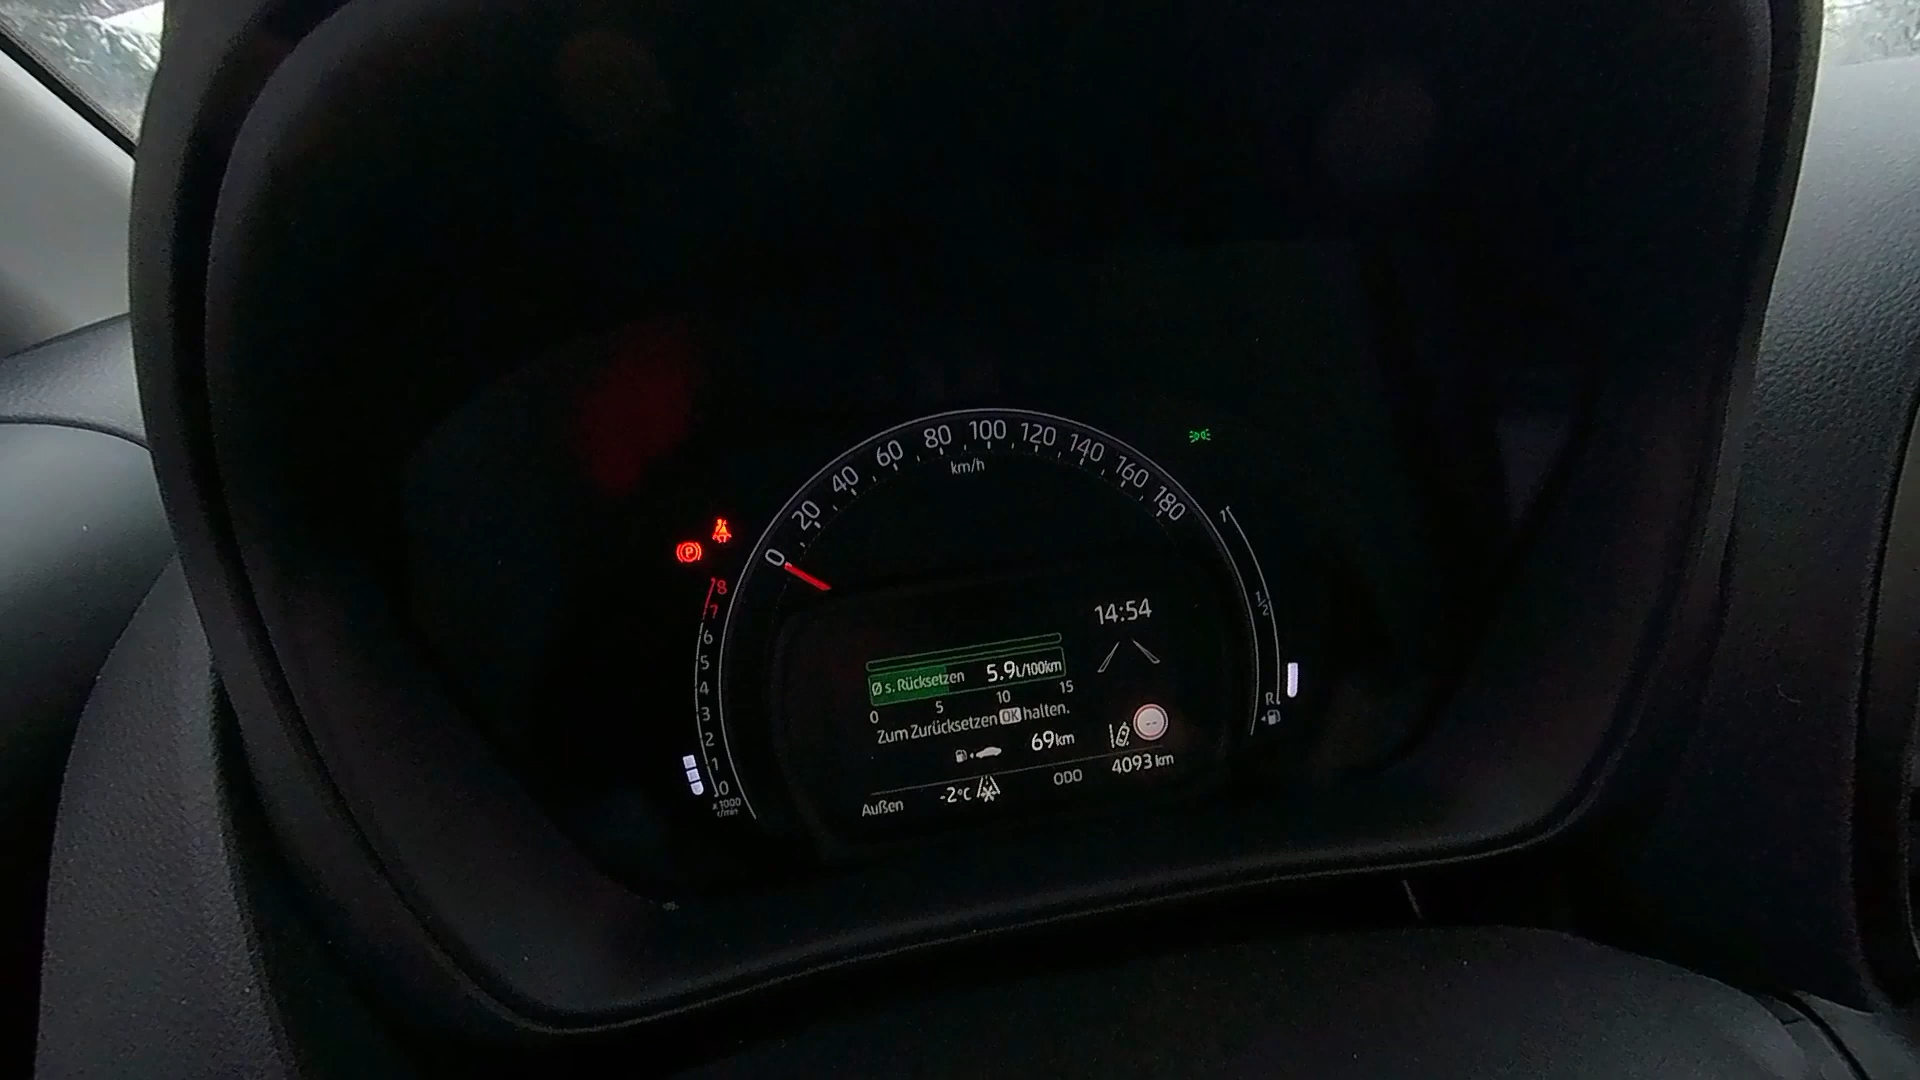 0 20 40 60 80 100 120 140 160 180
km/h
P
8
7
6
5
4
3
2
1
0
x 1000
r/min
14:54
Ø s. Rücksetzen 5.9L/100km
0 5 10 15
Zum Zurücksetzen OK halten.
69km
--
Außen -2°C ODO 4093 km
1
1/2
R